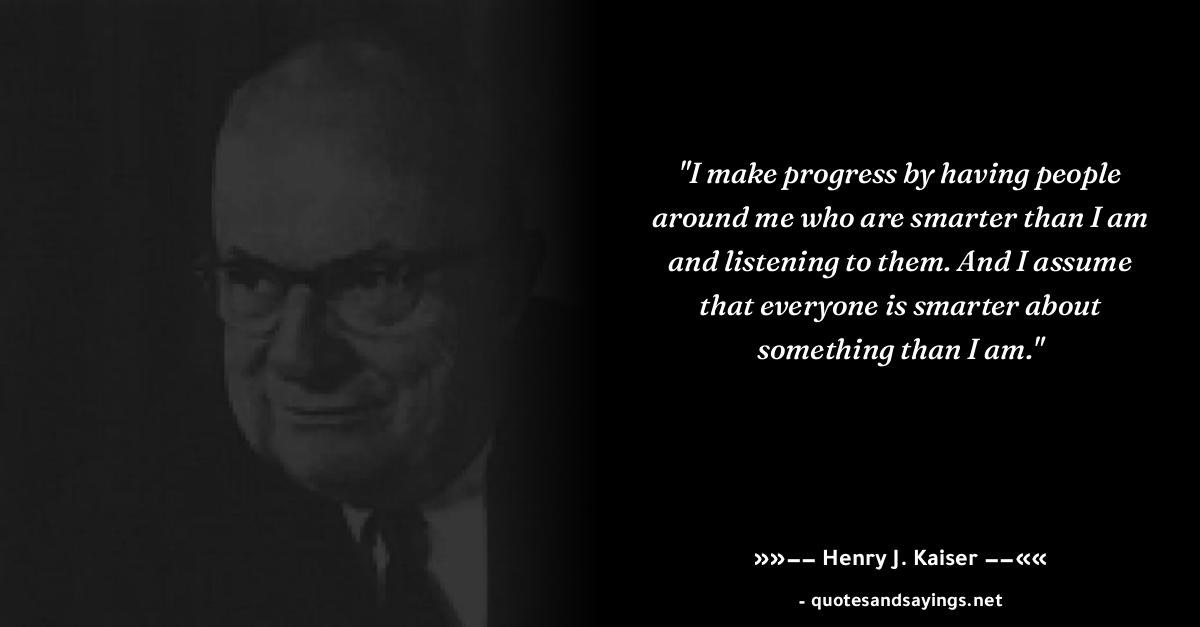 "I make progress by having people
around me who are smarter than I am
and listening to them. And I assume
that everyone is smarter about
something than I am."
»»–– Henry J. Kaiser ––««
- quotesandsayings.net